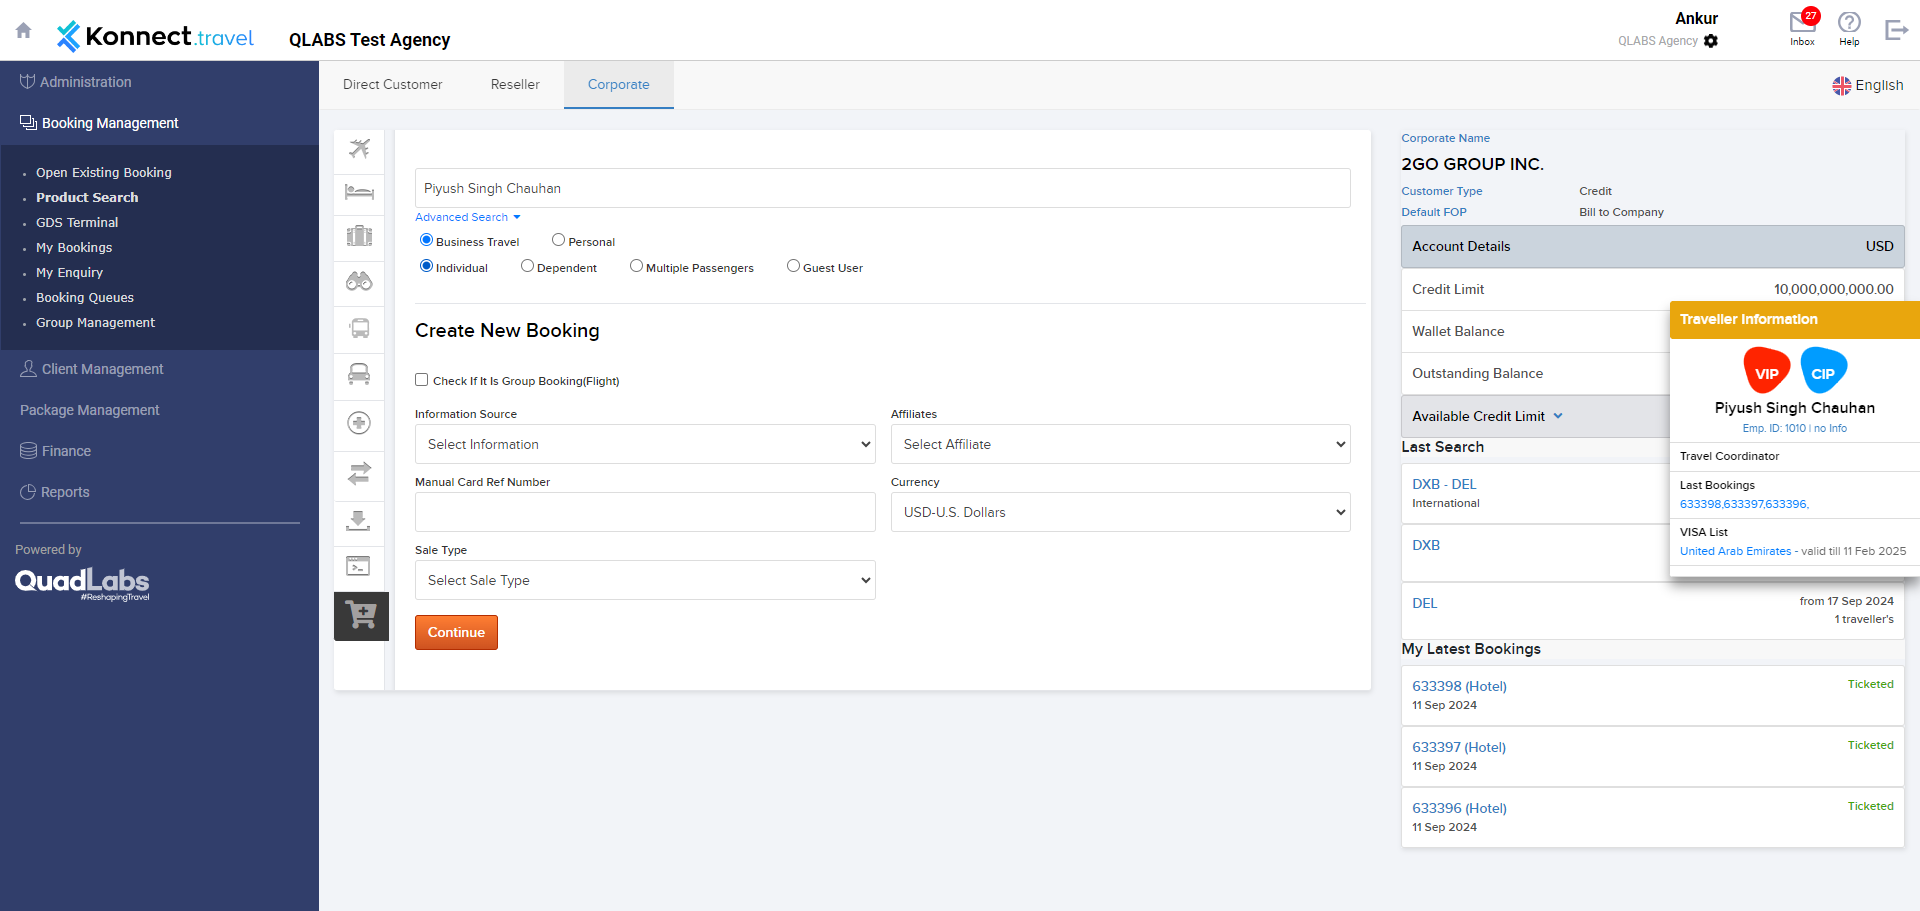 Konnect.travel
QLABS Test Agency
Ankur
QLABS Agency
27
Inbox
Help
Administration
Booking Management
Open Existing Booking
Product Search
GDS Terminal
My Bookings
My Enquiry
Booking Queues
Group Management
Client Management
Package Management
Finance
Reports
Powered by
QuadLabs
#ReshapingTravel
Direct Customer
Reseller
Corporate
English
Piyush Singh Chauhan
Advanced Search
Business Travel
Personal
Individual
Dependent
Multiple Passengers
Guest User
Create New Booking
Check If It Is Group Booking(Flight)
Information Source
Affiliates
Select Information
Select Affiliate
Manual Card Ref Number
Currency
USD-U.S. Dollars
Sale Type
Select Sale Type
Continue
Corporate Name
2GO GROUP INC.
Customer Type
Credit
Default FOP
Bill to Company
Account Details
USD
Credit Limit
10,000,000,000.00
Wallet Balance
Outstanding Balance
Available Credit Limit
Traveller Information
VIP
CIP
Piyush Singh Chauhan
Emp. ID: 1010 | no Info
Travel Coordinator
Last Bookings
633398,633397,633396,
VISA List
United Arab Emirates - valid till 11 Feb 2025
Last Search
DXB - DEL
International
DXB
DEL
from 17 Sep 2024
1 traveller's
My Latest Bookings
633398 (Hotel)
Ticketed
11 Sep 2024
633397 (Hotel)
Ticketed
11 Sep 2024
633396 (Hotel)
Ticketed
11 Sep 2024